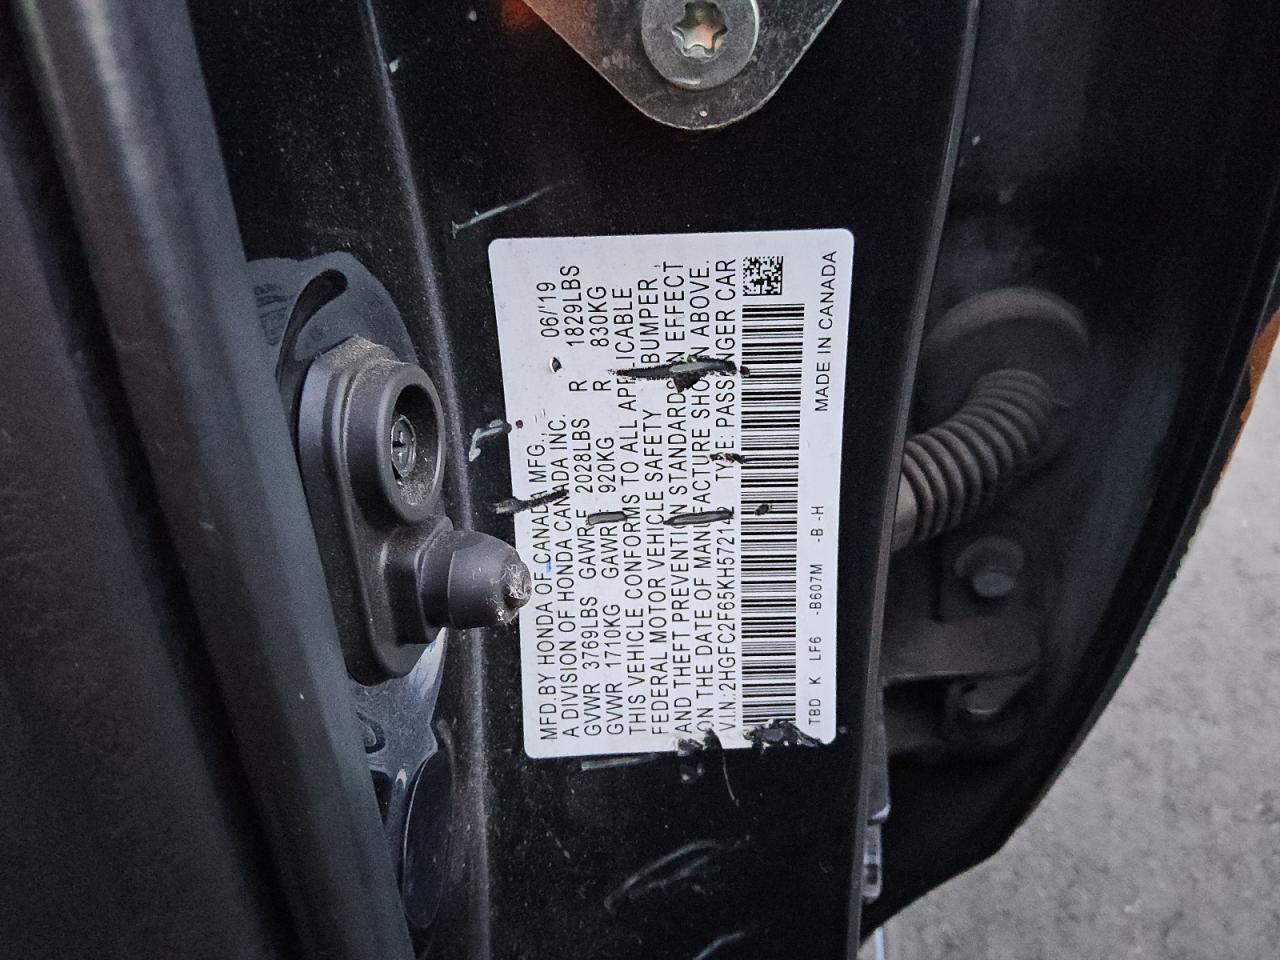 MFD.BY HONDA OF CANADA MFG., 06/19
A DIVISION OF HONDA CANADA INC.
GVWR 3769LBS GAWR F 2028LBS R 1829LBS
GVWR 1710KG GAWR 920KG R 830KG
THIS VEHICLE CONFORMS TO ALL APPLICABLE
FEDERAL MOTOR VEHICLE SAFETY BUMPER,
AND THEFT PREVENTION STANDARDS IN EFFECT
ON THE DATE OF MANUFACTURE SHOWN ABOVE.
V.I.N.:2HGFC2F65KH572142 TYPE: PASSENGER CAR
TBD K LF6 -B607M -B -H MADE IN CANADA